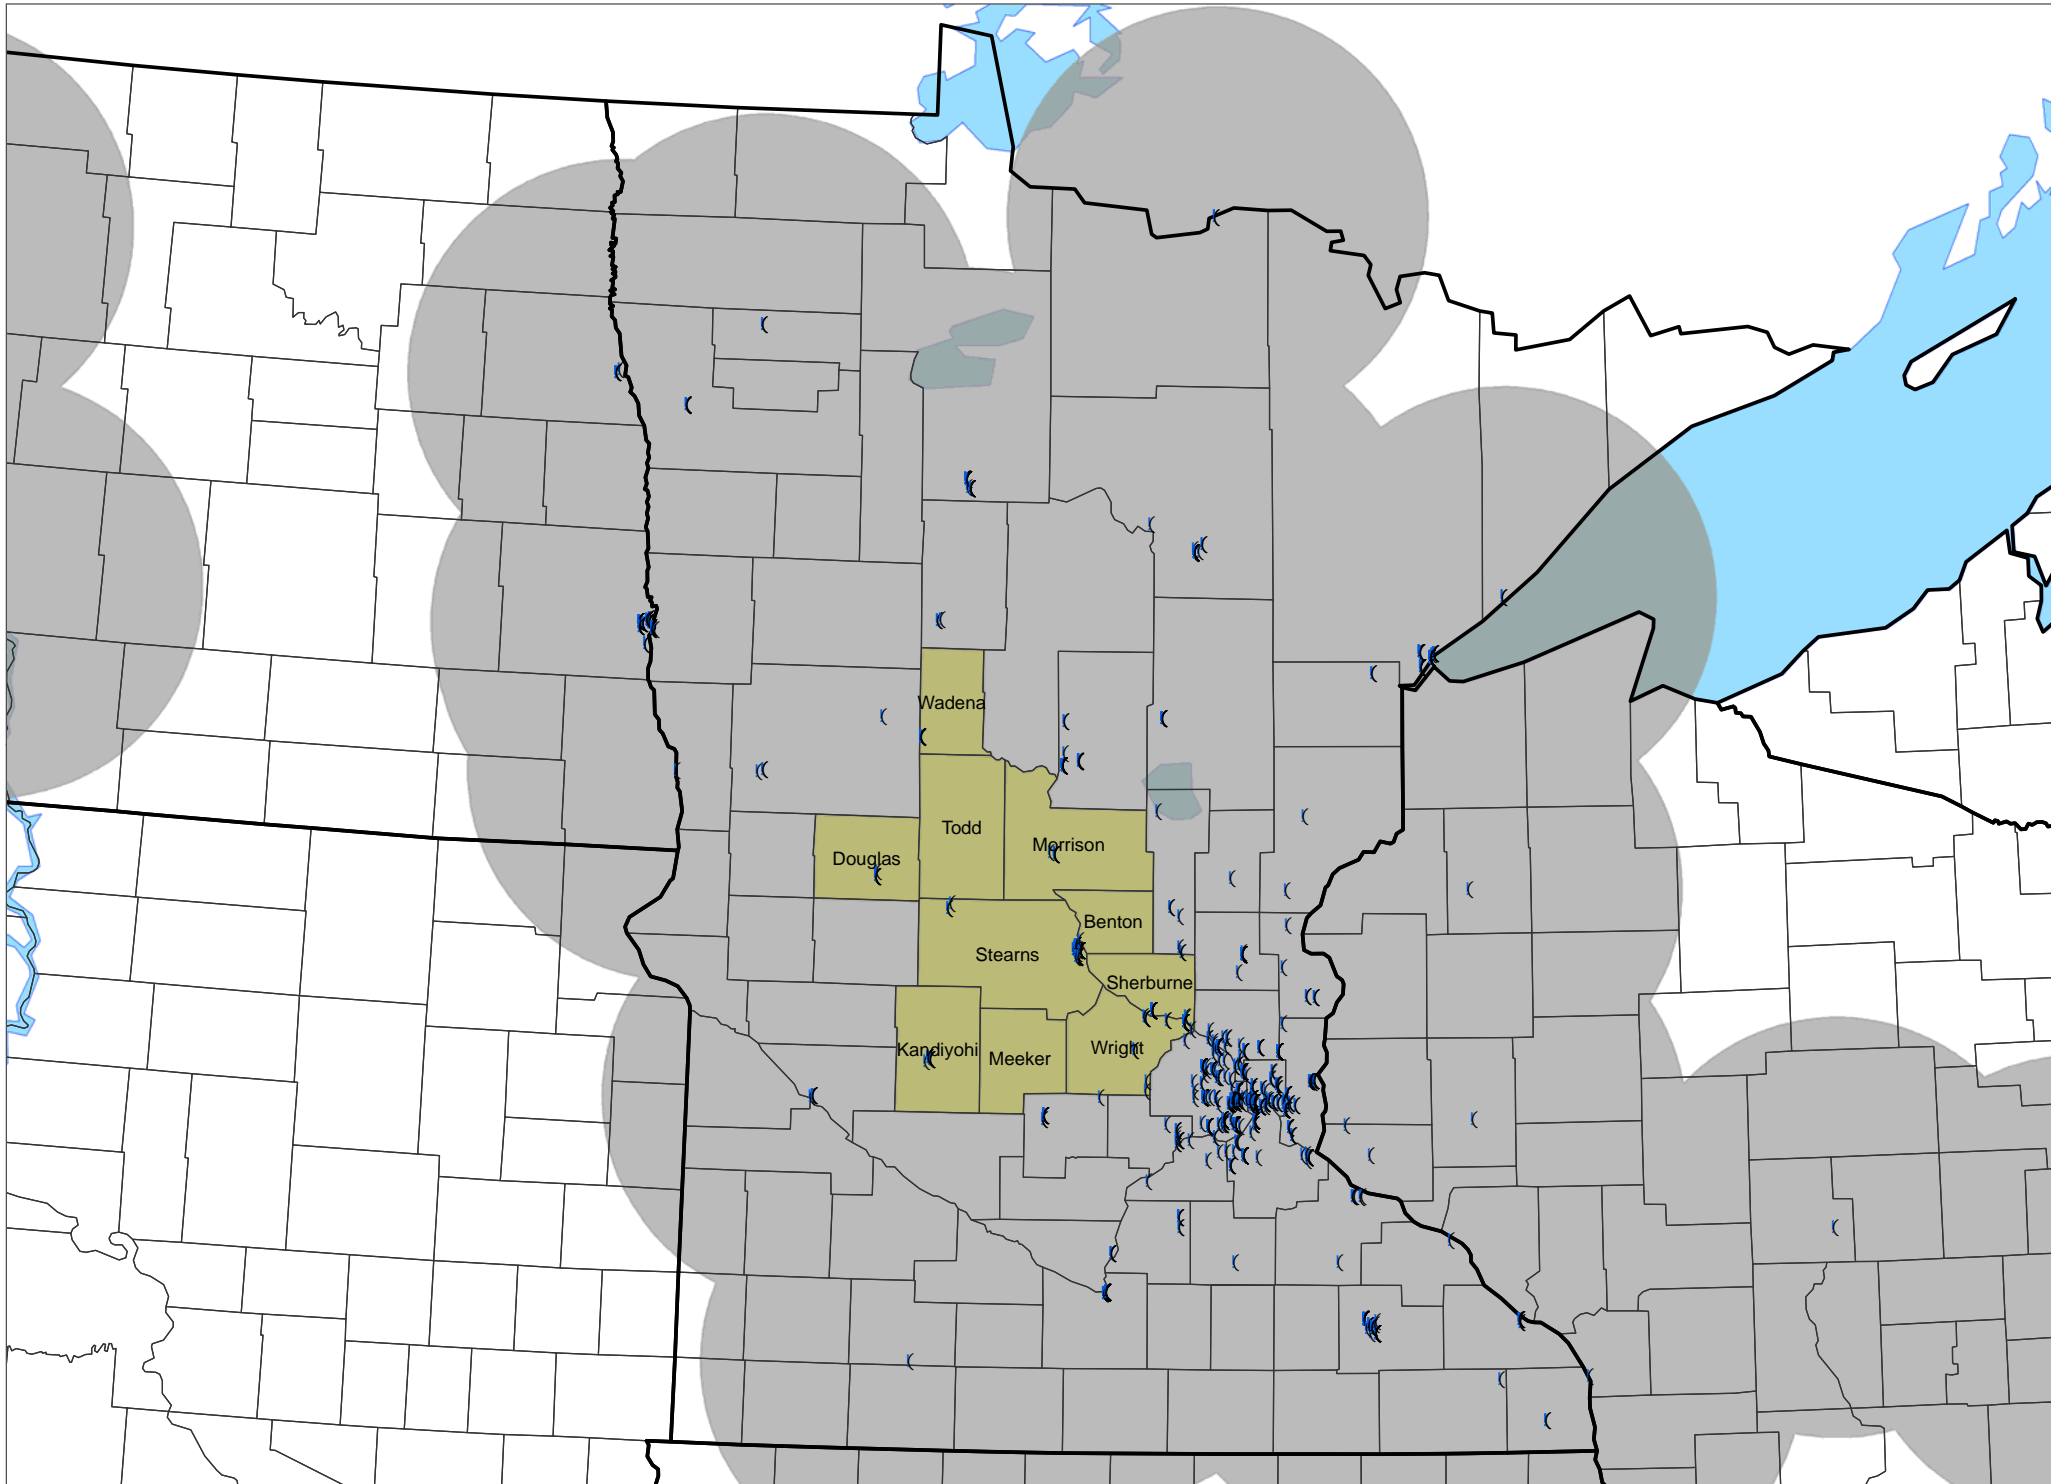 Wadena
Todd
Morrison
Douglas
Benton
Stearns
Sherburne
Kandiyohi
Meeker
Wright